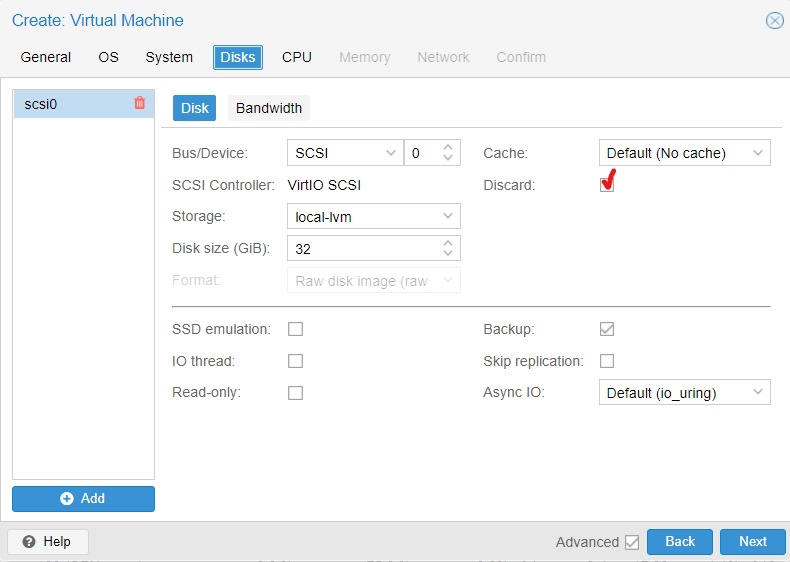 Create: Virtual Machine
General OS System Disks CPU Memory Network Confirm
scsi0
Disk Bandwidth
Bus/Device: SCSI 0 Cache: Default (No cache)
SCSI Controller: VirtIO SCSI Discard:
Storage: local-lvm
Disk size (GiB): 32
Format: Raw disk image (raw
SSD emulation: Backup:
IO thread: Skip replication:
Read-only: Async IO: Default (io_uring)
Add
Help Advanced Back Next